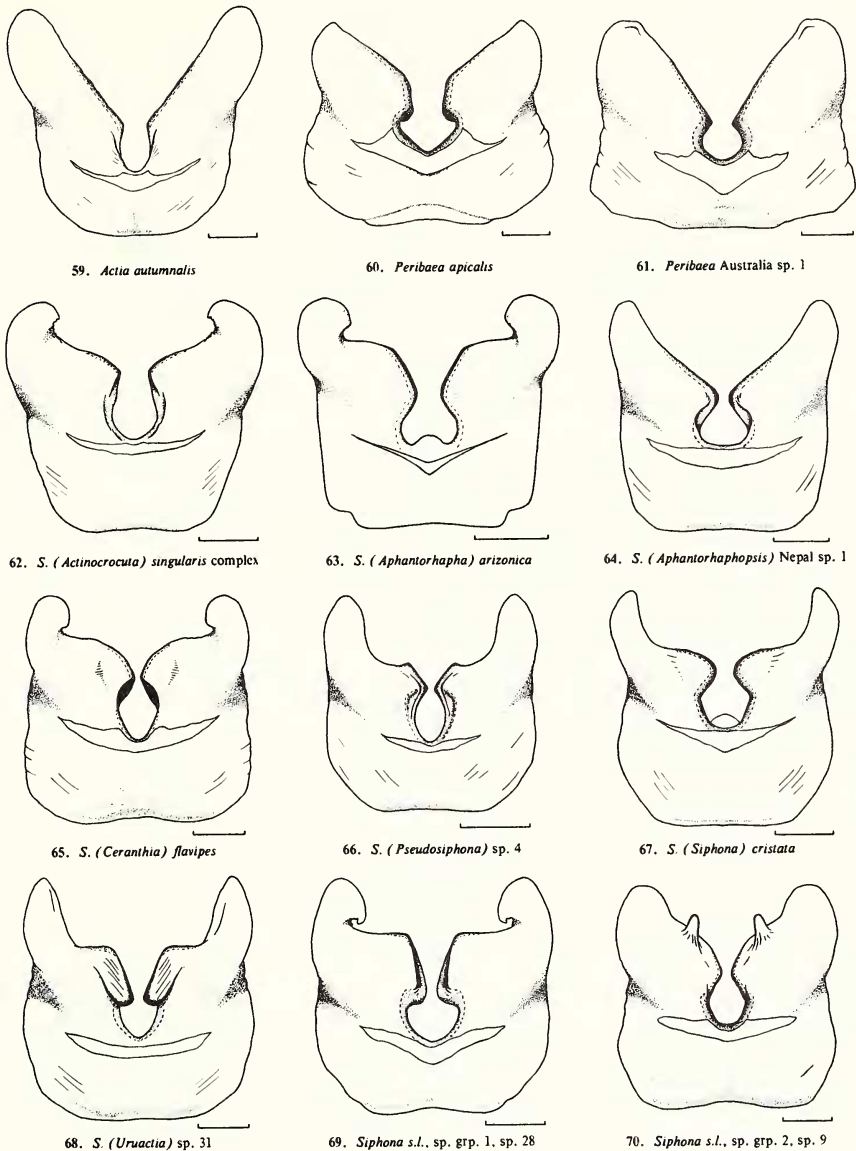 59. Actia autumnalis
60. Peribaea apicalis
61. Peribaea Australia sp. 1
62. S. (Actinocrocuta) singularis complex
63. S. (Aphantorhapha) arizonica
64. S. (Aphantorhaphopsis) Nepal sp. 1
65. S. (Ceranthia) flavipes
66. S. (Pseudosiphona) sp. 4
67. S. (Siphona) cristata
68. S. (Uruactia) sp. 31
69. Siphona s.l., sp. grp. 1, sp. 28
70. Siphona s.l., sp. grp. 2, sp. 9